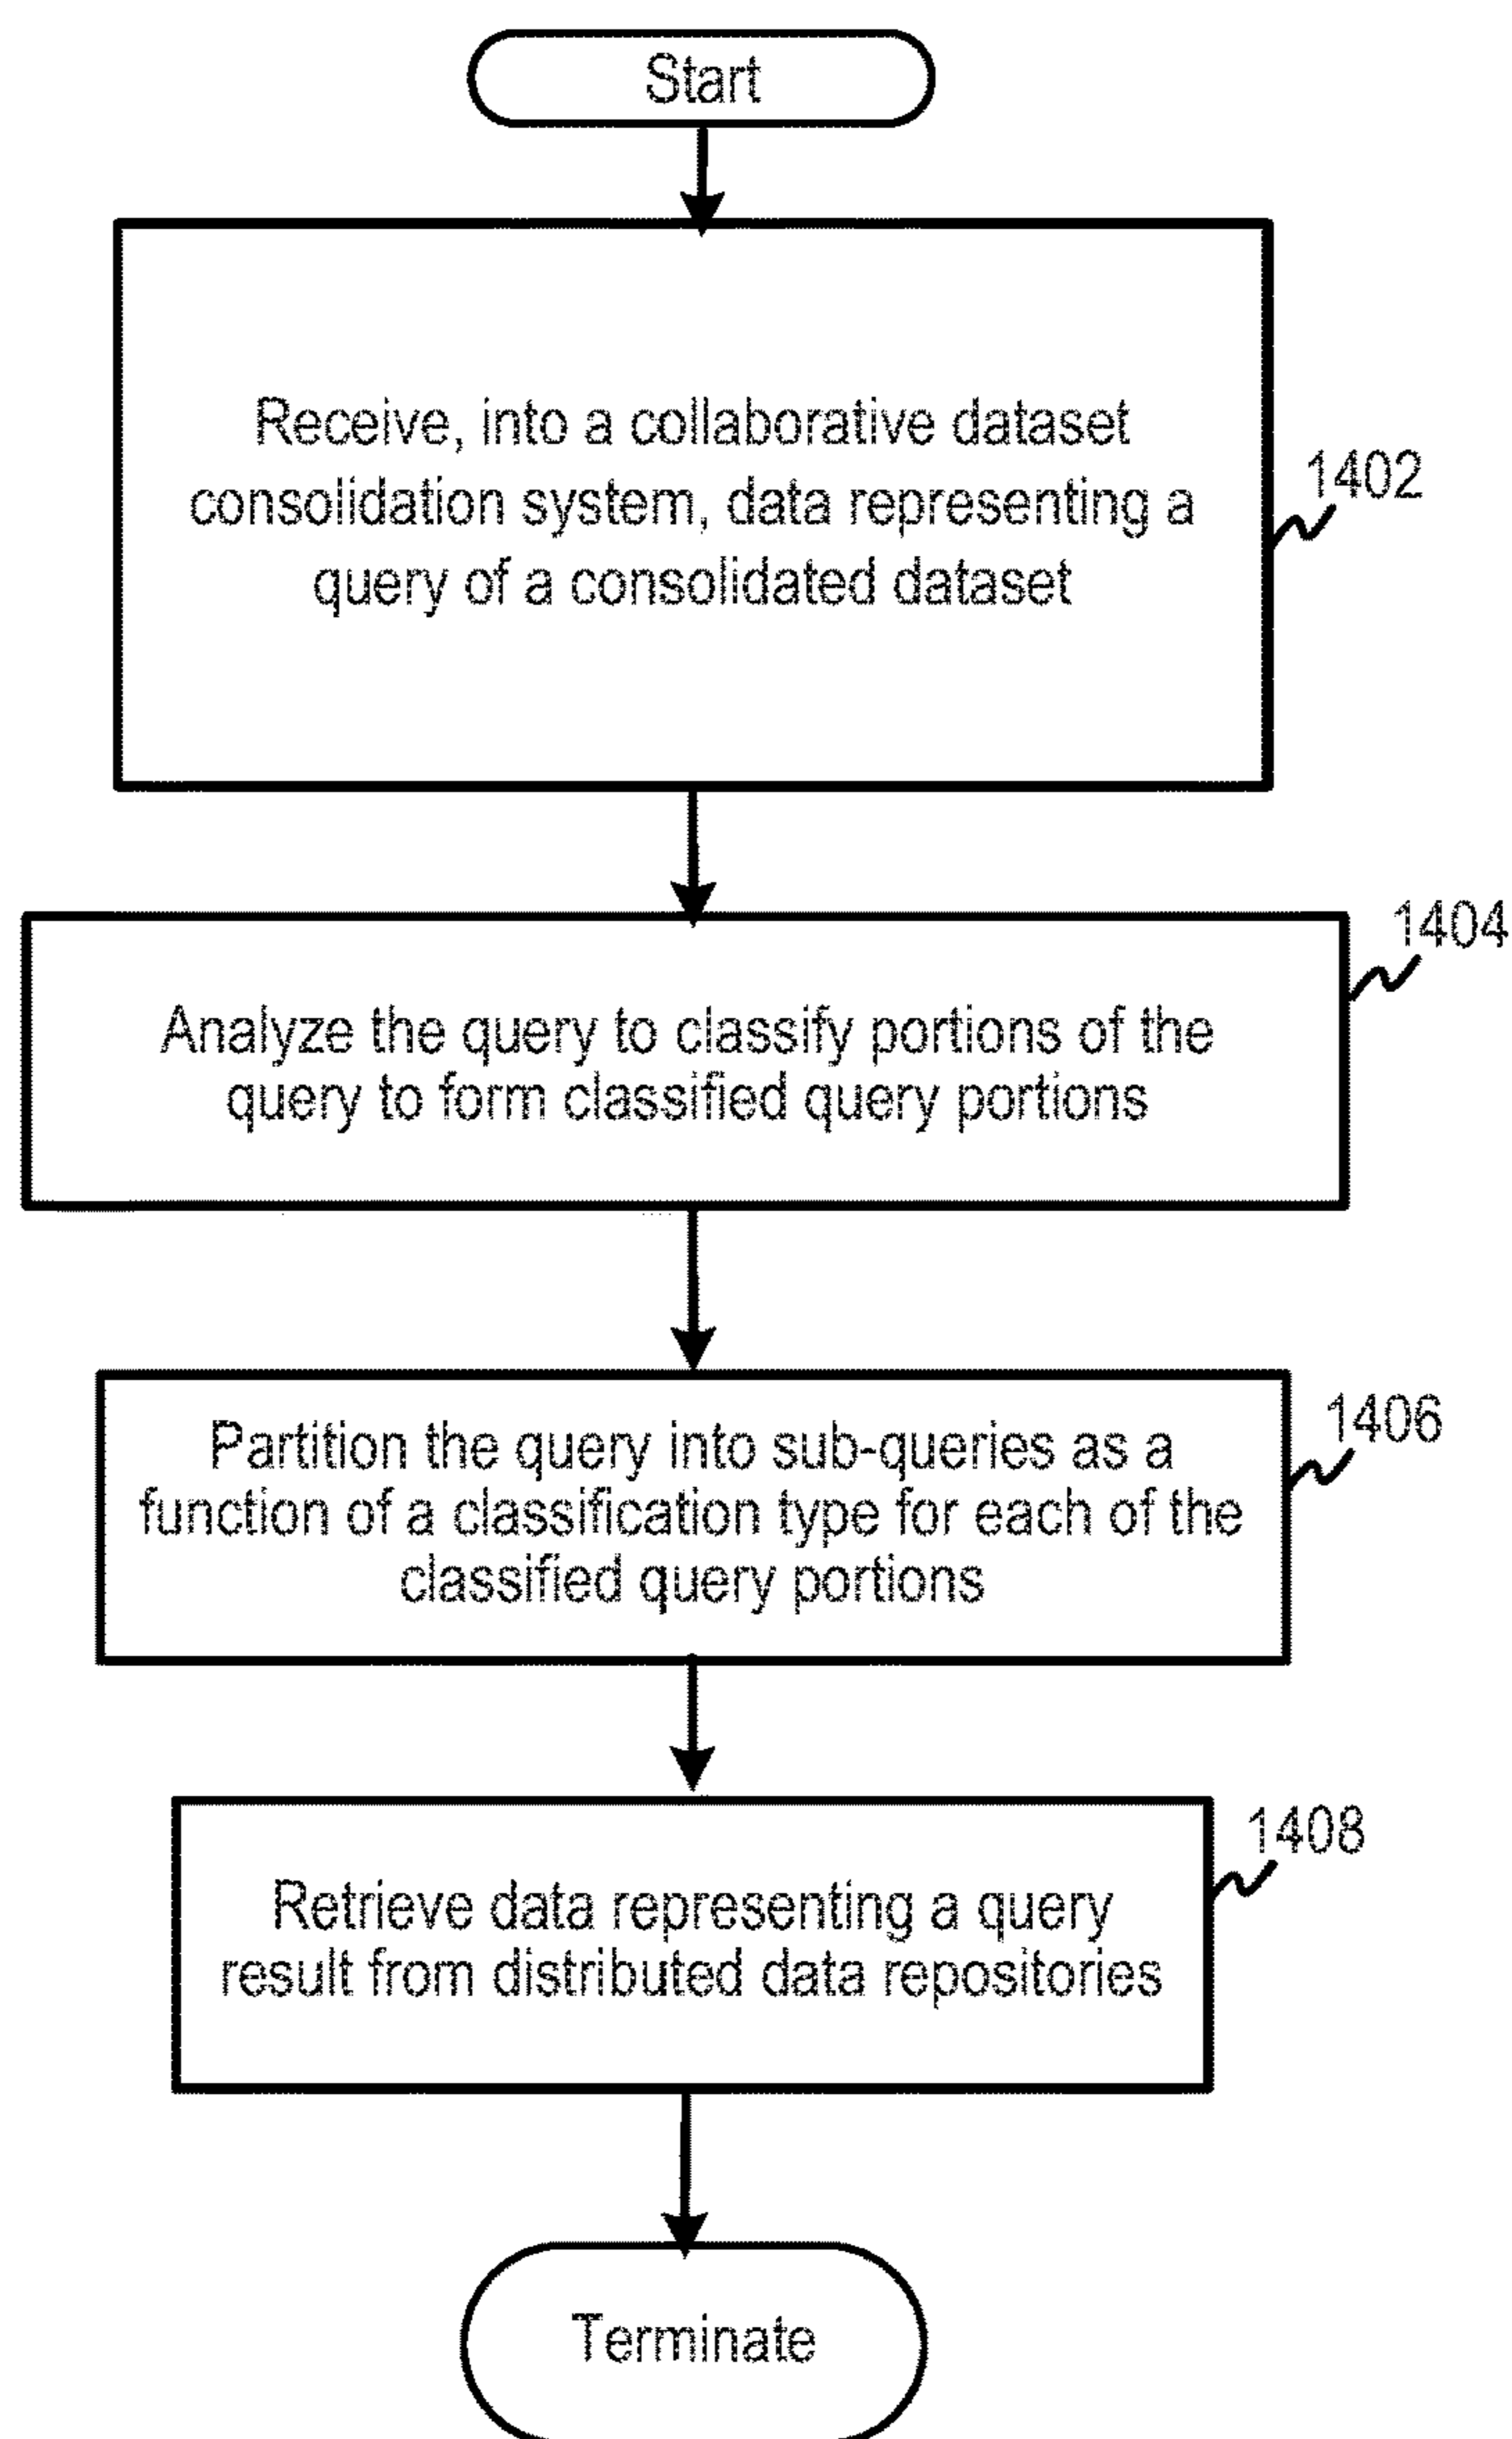 Start
Receive, into a collaborative dataset
consolidation system, data representing a
query of a consolidated dataset
1402
1404
Analyze the query to classify portions of the
query to form classified query portions
1406
Partition the query into sub-queries as a
function of a classification type for each of the
classified query portions
1408
Retrieve data representing a query
result from distributed data repositories
Terminate